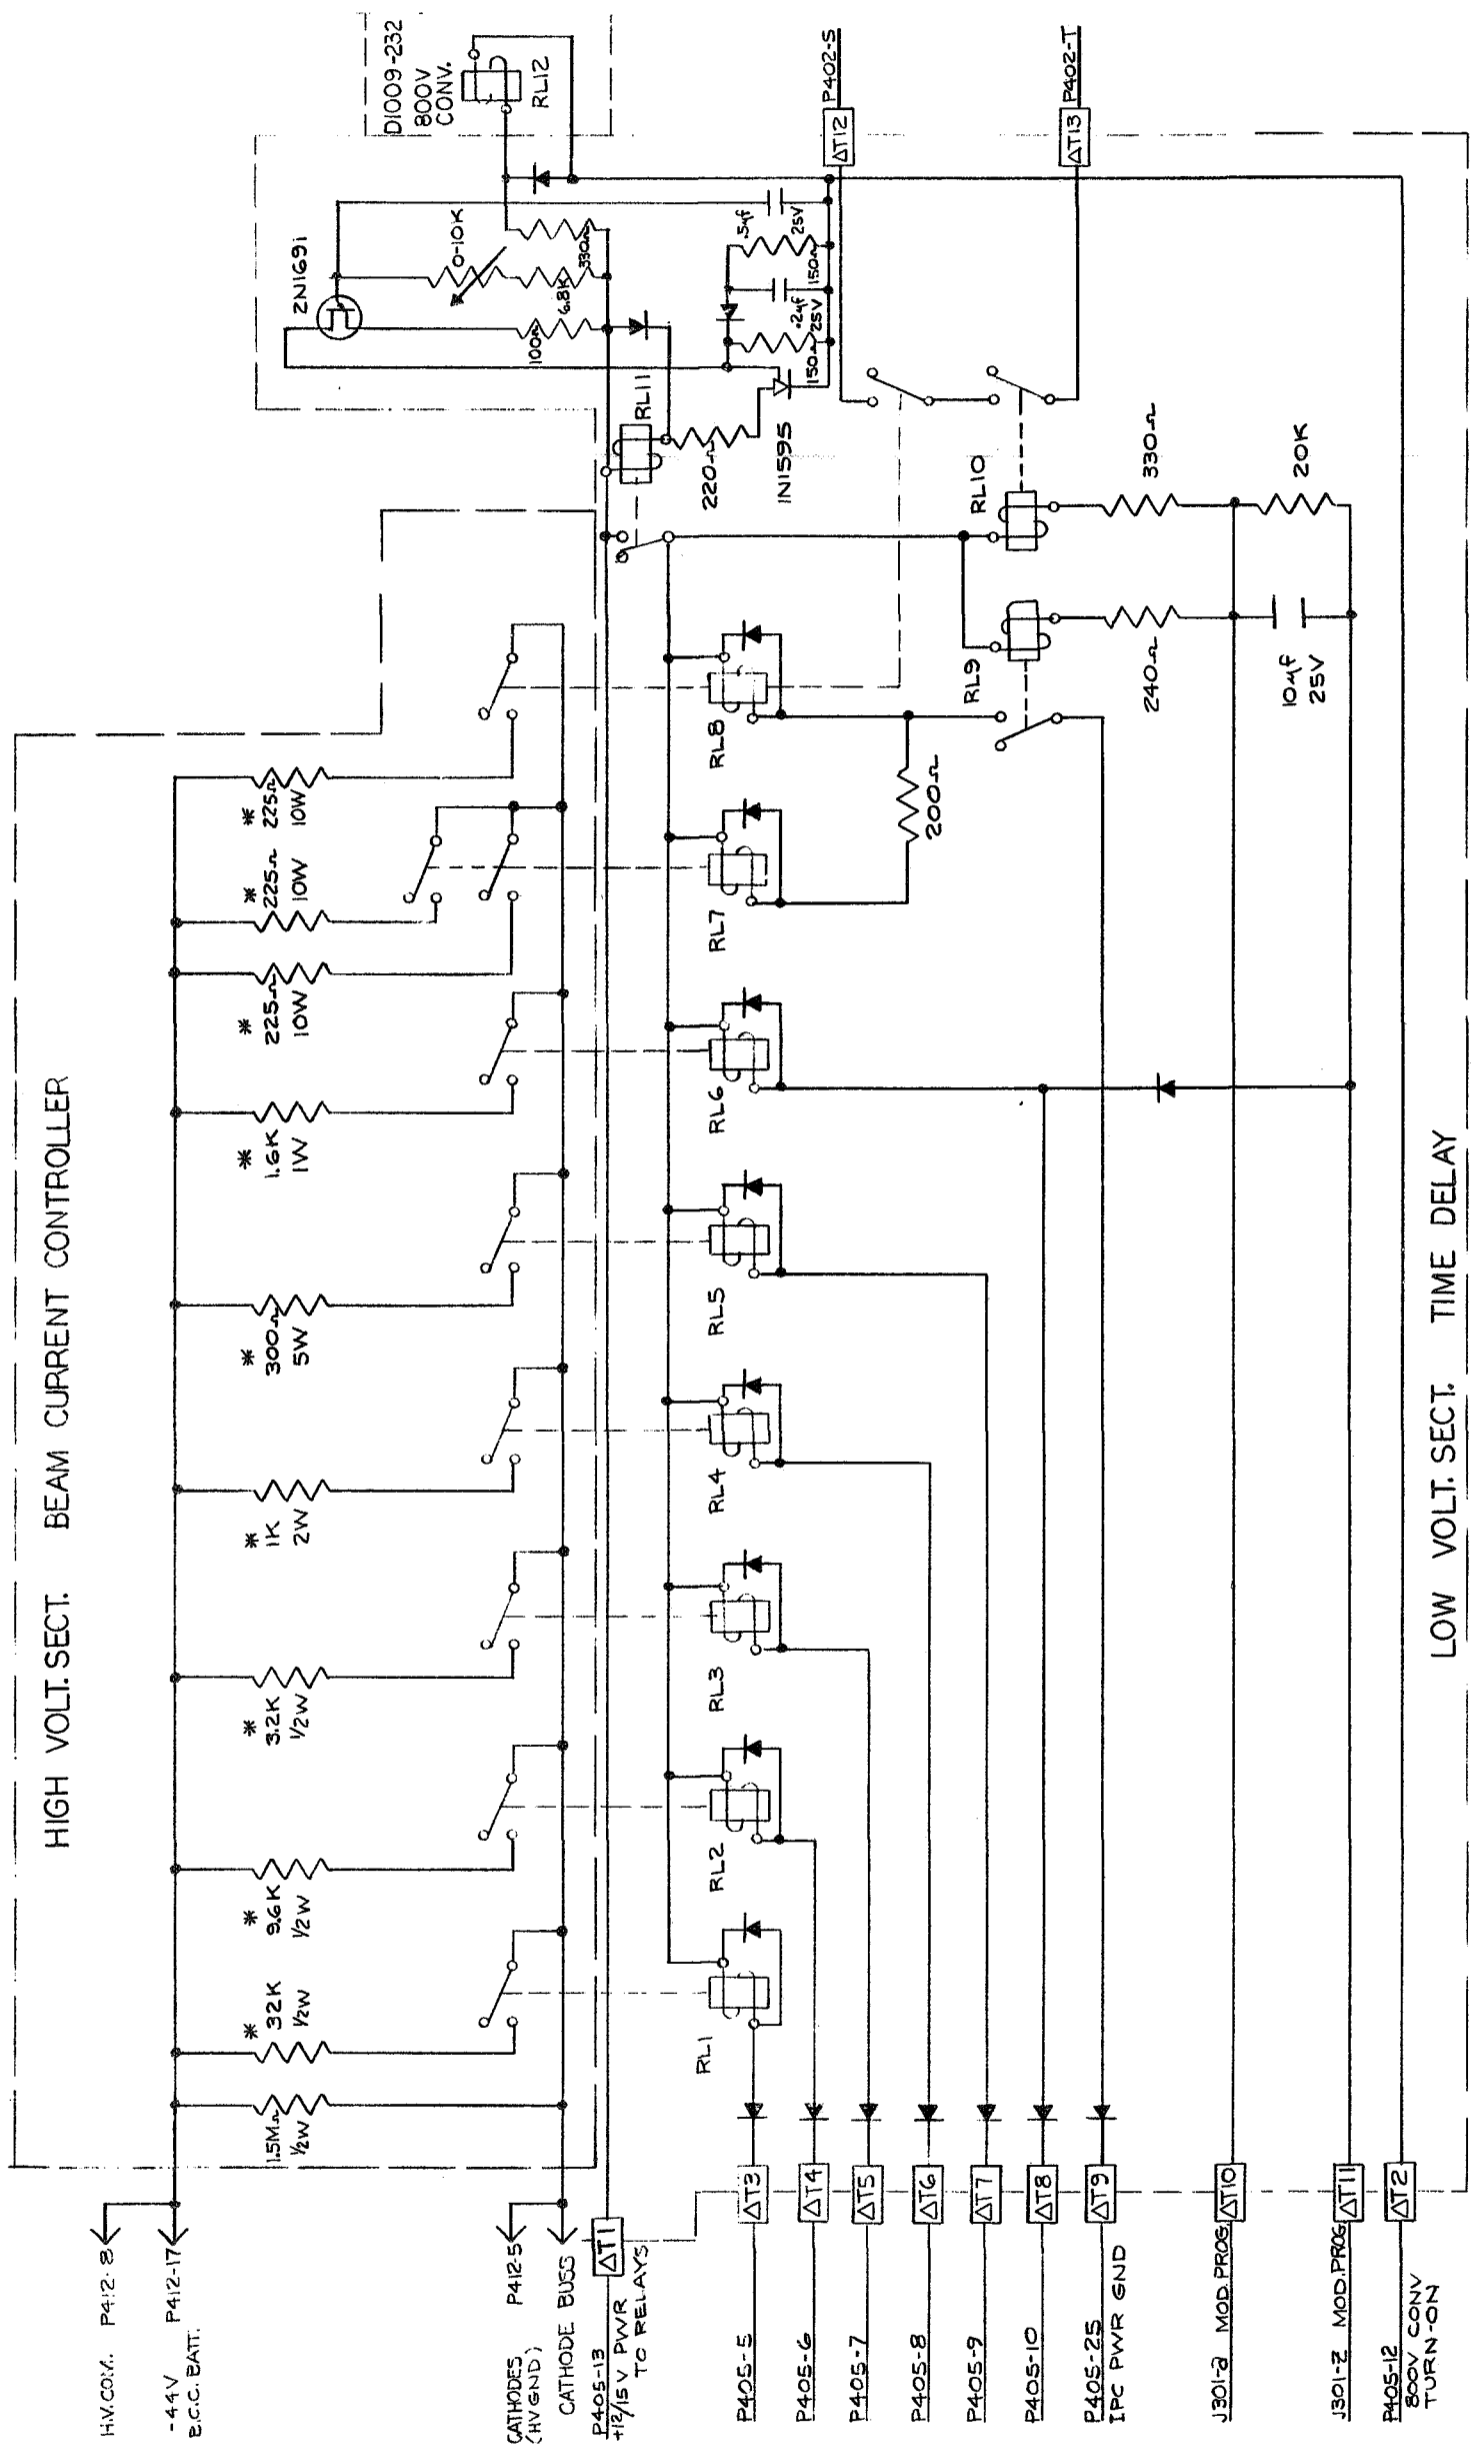 HIGH VOLT. SECT. BEAM CURRENT CONTROLLER
H.V.COM. P412-8
-44V P412-17
E.C.C. BATT.
CATHODES P412-5
(HV GND)
CATHODE BUSS
P405-13
+12/15 V PWR
TO RELAYS
ΔT1
1.5MΩ
1/2W
*
32K
1/2W
*
9.6K
1/2W
*
3.2K
1/2W
*
1K
2W
*
300Ω
5W
*
1.6K
1W
*
225Ω
10W
*
225Ω
10W
*
225Ω
10W
D1009-232
800V
CONV.
RL12
2N1691
0-10K
100Ω
6.8K
330Ω
.5μf
25V
150Ω
.2μf
25V
150Ω
RL11
220Ω
1N1595
ΔT12
P402-S
ΔT13
P402-T
RL1
RL2
RL3
RL4
RL5
RL6
RL7
RL8
200Ω
RL9
RL10
240Ω
330Ω
10μf
25V
20K
P405-5
ΔT3
P405-6
ΔT4
P405-7
ΔT5
P405-8
ΔT6
P405-9
ΔT7
P405-10
ΔT8
P405-25
IPC PWR GND
ΔT9
J301-a MOD.PROG.
ΔT10
J301-Z MOD.PROG.
ΔT11
P405-12
800V CONV
TURN-ON
ΔT2
LOW VOLT. SECT. TIME DELAY